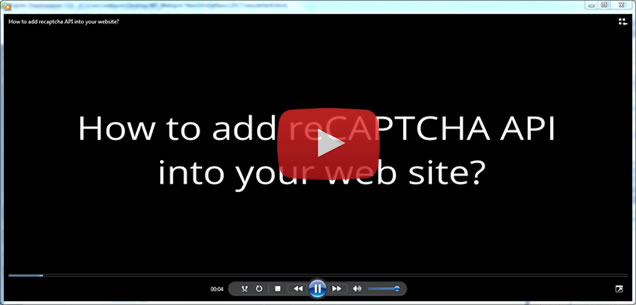 How to add recaptcha API into your website?
How to add reCAPTCHA API
into your web site?
00:04